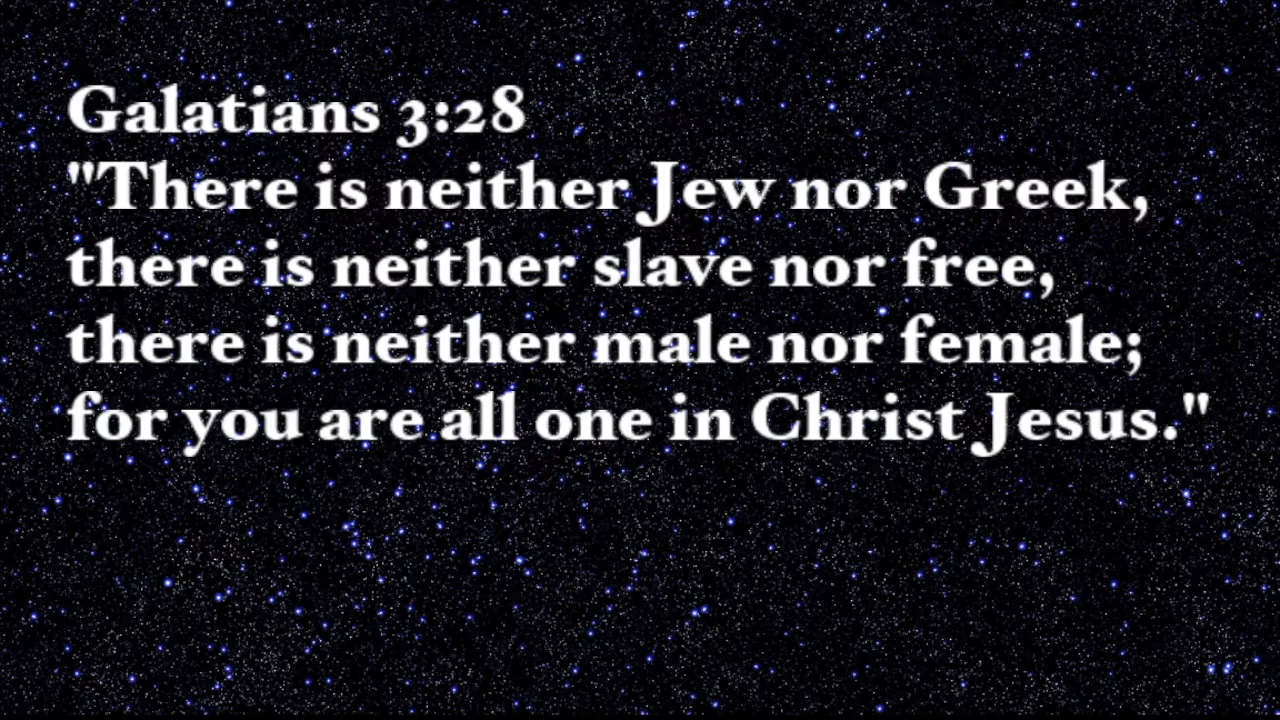 Galatians 3:28
"There is neither Jew nor Greek,
there is neither slave nor free,
there is neither male nor female;
for you are all one in Christ Jesus."